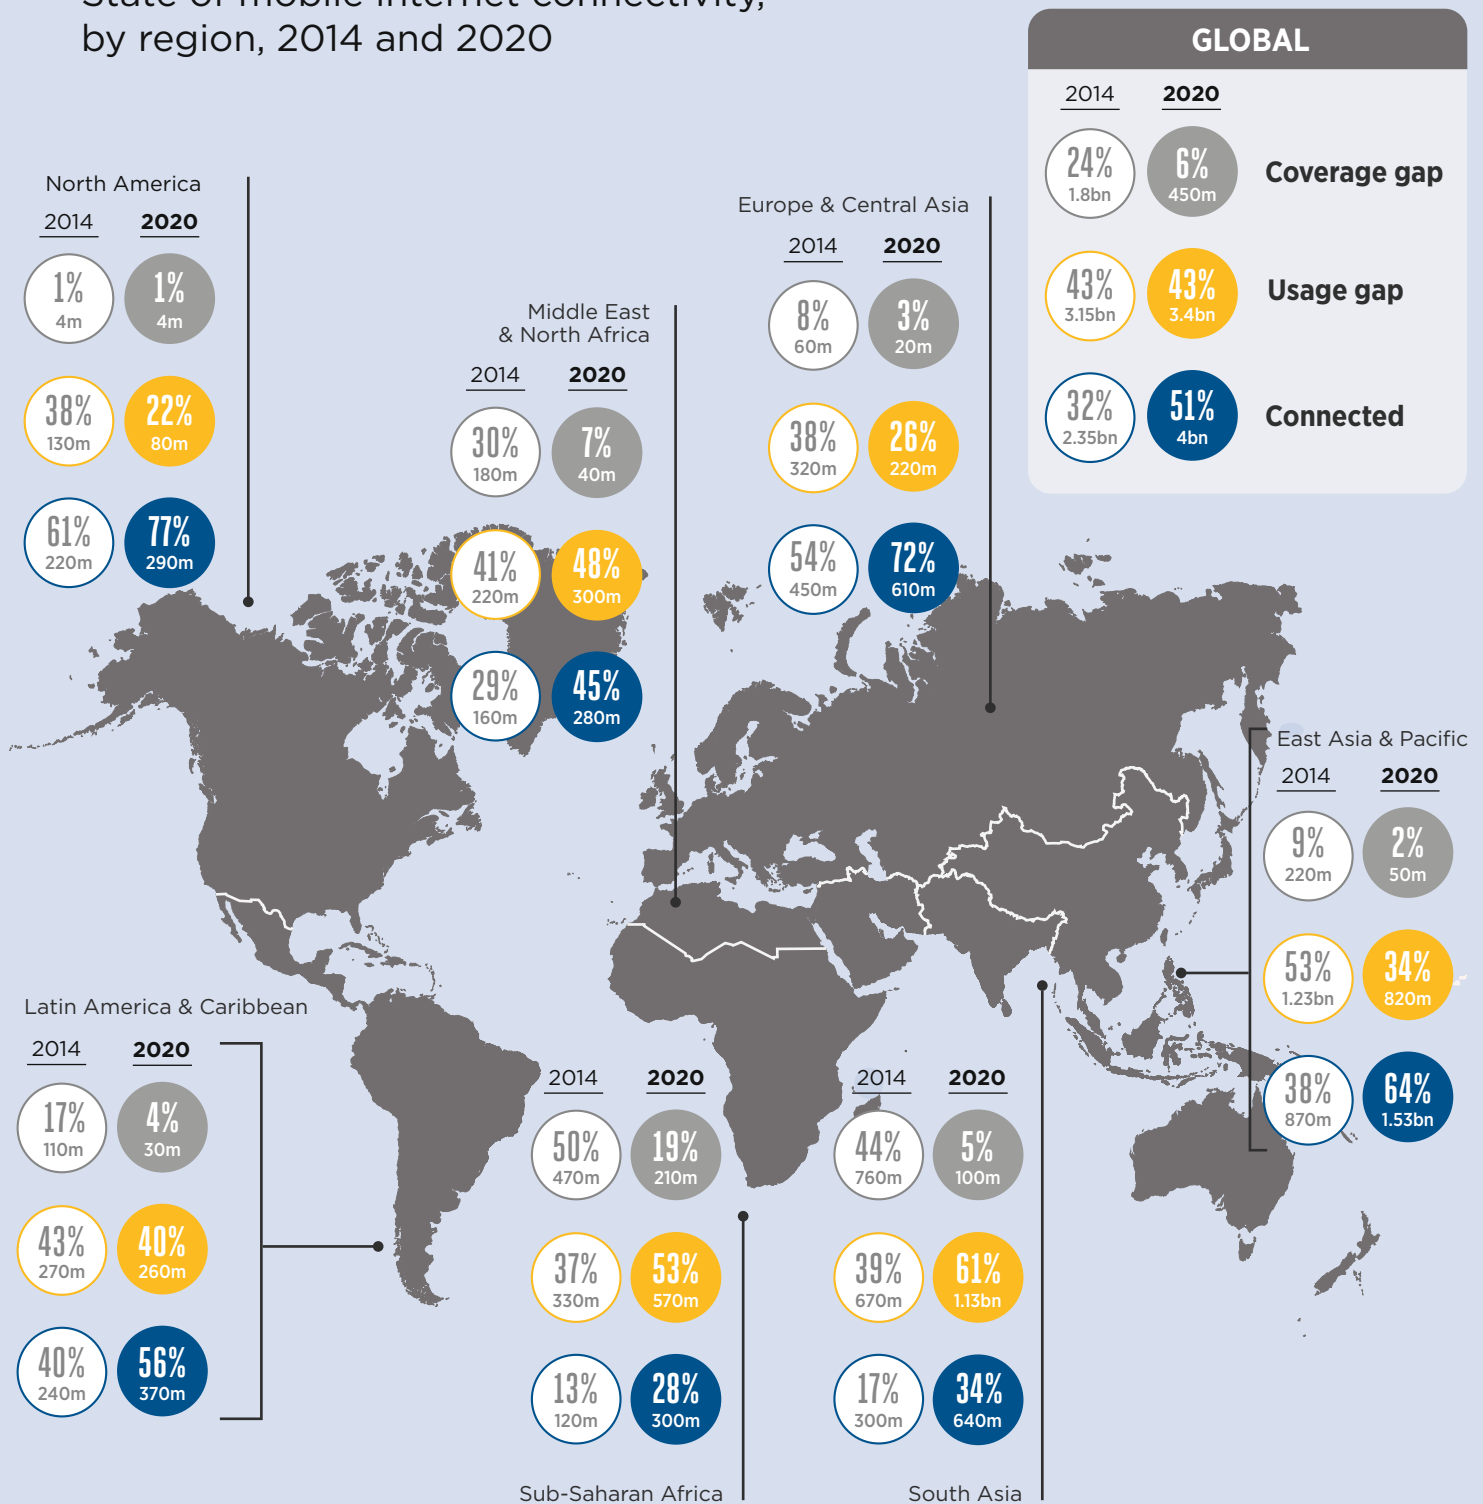 State of mobile internet connectivity,
by region, 2014 and 2020
GLOBAL
2014 2020
24% 6% Coverage gap
1.8bn 450m
43% 43% Usage gap
3.15bn 3.4bn
32% 51% Connected
2.35bn 4bn
North America
2014 2020
1% 1%
4m 4m
38% 22%
130m 80m
61% 77%
220m 290m
Middle East
& North Africa
2014 2020
30% 7%
180m 40m
41% 48%
220m 300m
29% 45%
160m 280m
Europe & Central Asia
2014 2020
8% 3%
60m 20m
38% 26%
320m 220m
54% 72%
450m 610m
East Asia & Pacific
2014 2020
9% 2%
220m 50m
53% 34%
1.23bn 820m
38% 64%
870m 1.53bn
Latin America & Caribbean
2014 2020
17% 4%
110m 30m
43% 40%
270m 260m
40% 56%
240m 370m
2014 2020
50% 19%
470m 210m
37% 53%
330m 570m
13% 28%
120m 300m
Sub-Saharan Africa
2014 2020
44% 5%
760m 100m
39% 61%
670m 1.13bn
17% 34%
300m 640m
South Asia